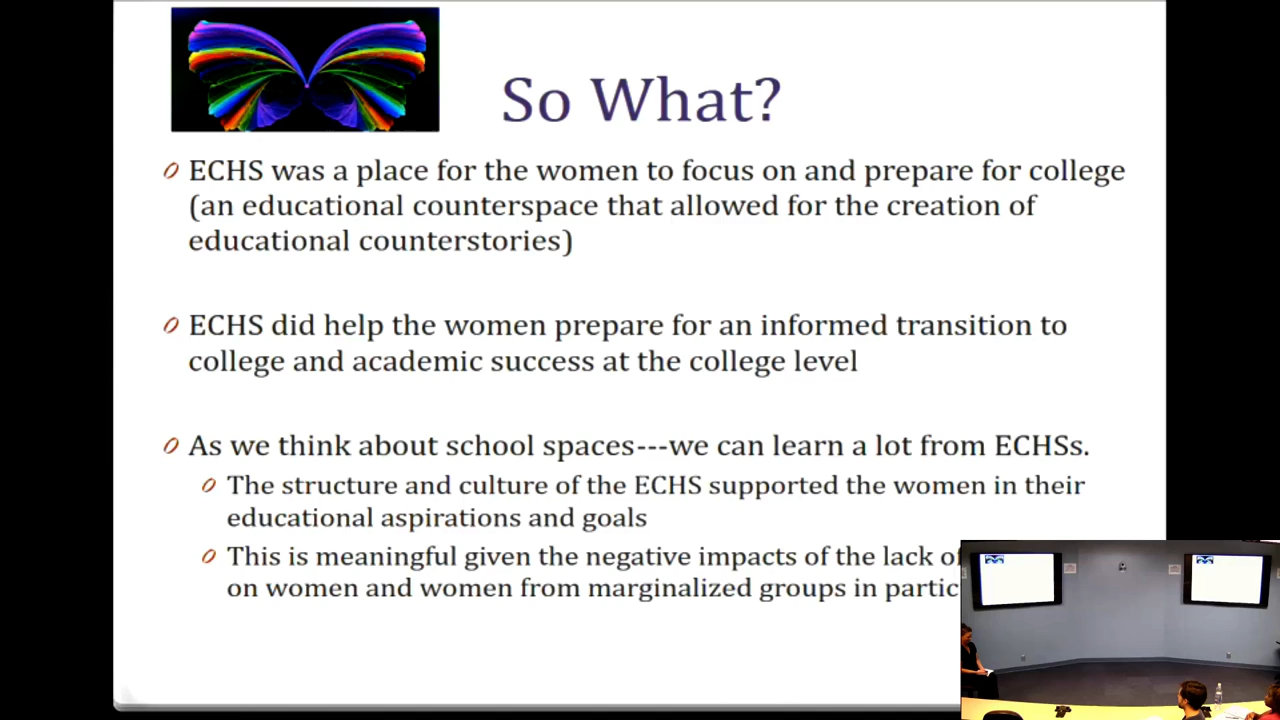 So What?
ECHS was a place for the women to focus on and prepare for college
(an educational counterspace that allowed for the creation of
educational counterstories)
ECHS did help the women prepare for an informed transition to
college and academic success at the college level
As we think about school spaces---we can learn a lot from ECHSs.
The structure and culture of the ECHS supported the women in their
educational aspirations and goals
This is meaningful given the negative impacts of the lack of
on women and women from marginalized groups in